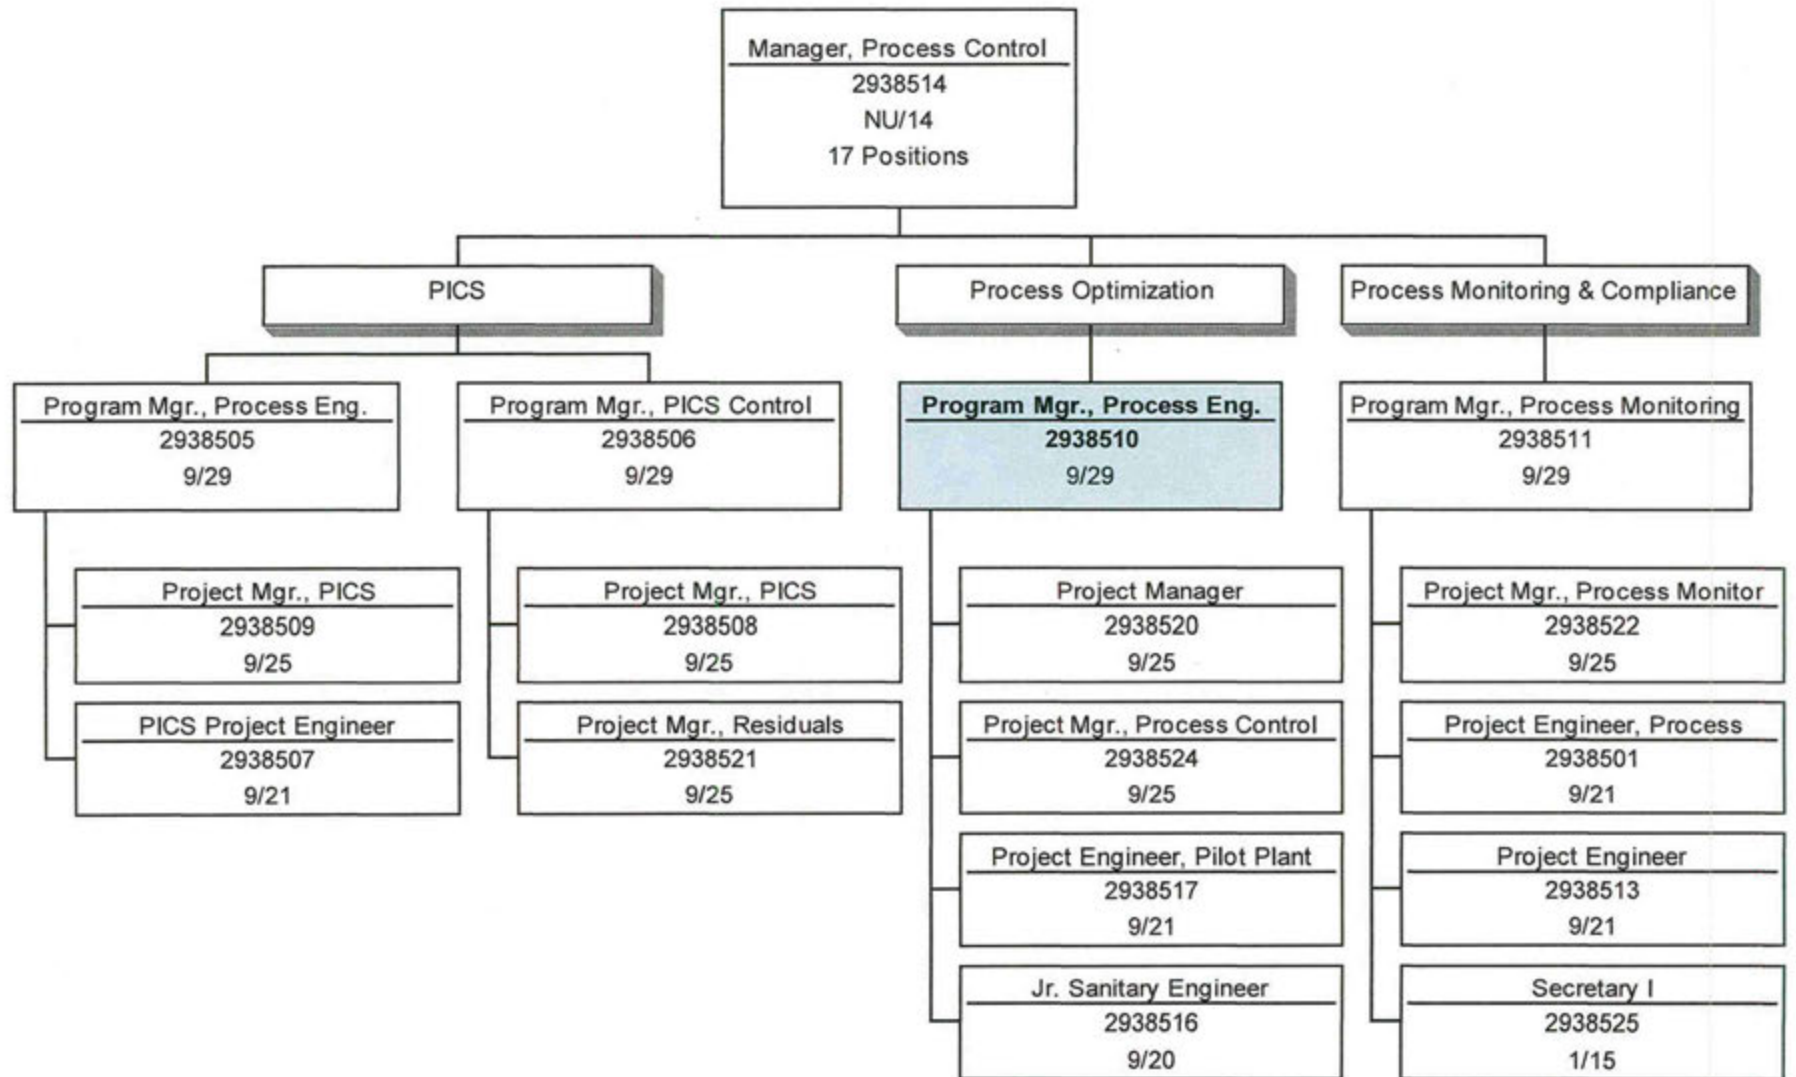 Manager, Process Control
2938514
NU/14
17 Positions
PICS
Process Optimization
Process Monitoring & Compliance
Program Mgr., Process Eng.
2938505
9/29
Program Mgr., PICS Control
2938506
9/29
Program Mgr., Process Eng.
2938510
9/29
Program Mgr., Process Monitoring
2938511
9/29
Project Mgr., PICS
2938509
9/25
PICS Project Engineer
2938507
9/21
Project Mgr., PICS
2938508
9/25
Project Mgr., Residuals
2938521
9/25
Project Manager
2938520
9/25
Project Mgr., Process Control
2938524
9/25
Project Engineer, Pilot Plant
2938517
9/21
Jr. Sanitary Engineer
2938516
9/20
Project Mgr., Process Monitor
2938522
9/25
Project Engineer, Process
2938501
9/21
Project Engineer
2938513
9/21
Secretary I
2938525
1/15